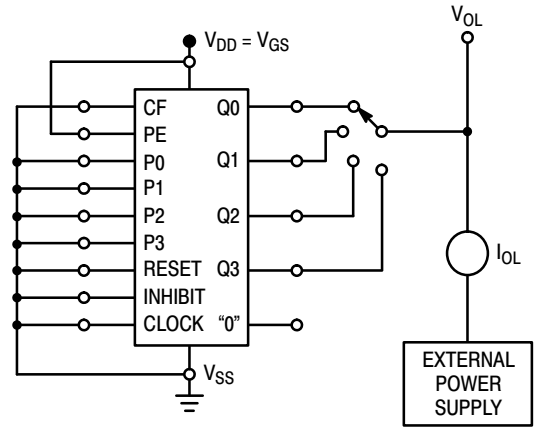 V_OL
V_DD = V_GS
CF Q0
PE
P0 Q1
P1
P2 Q2
P3
RESET Q3
INHIBIT
CLOCK “0”
V_SS
I_OL
EXTERNAL
POWER
SUPPLY